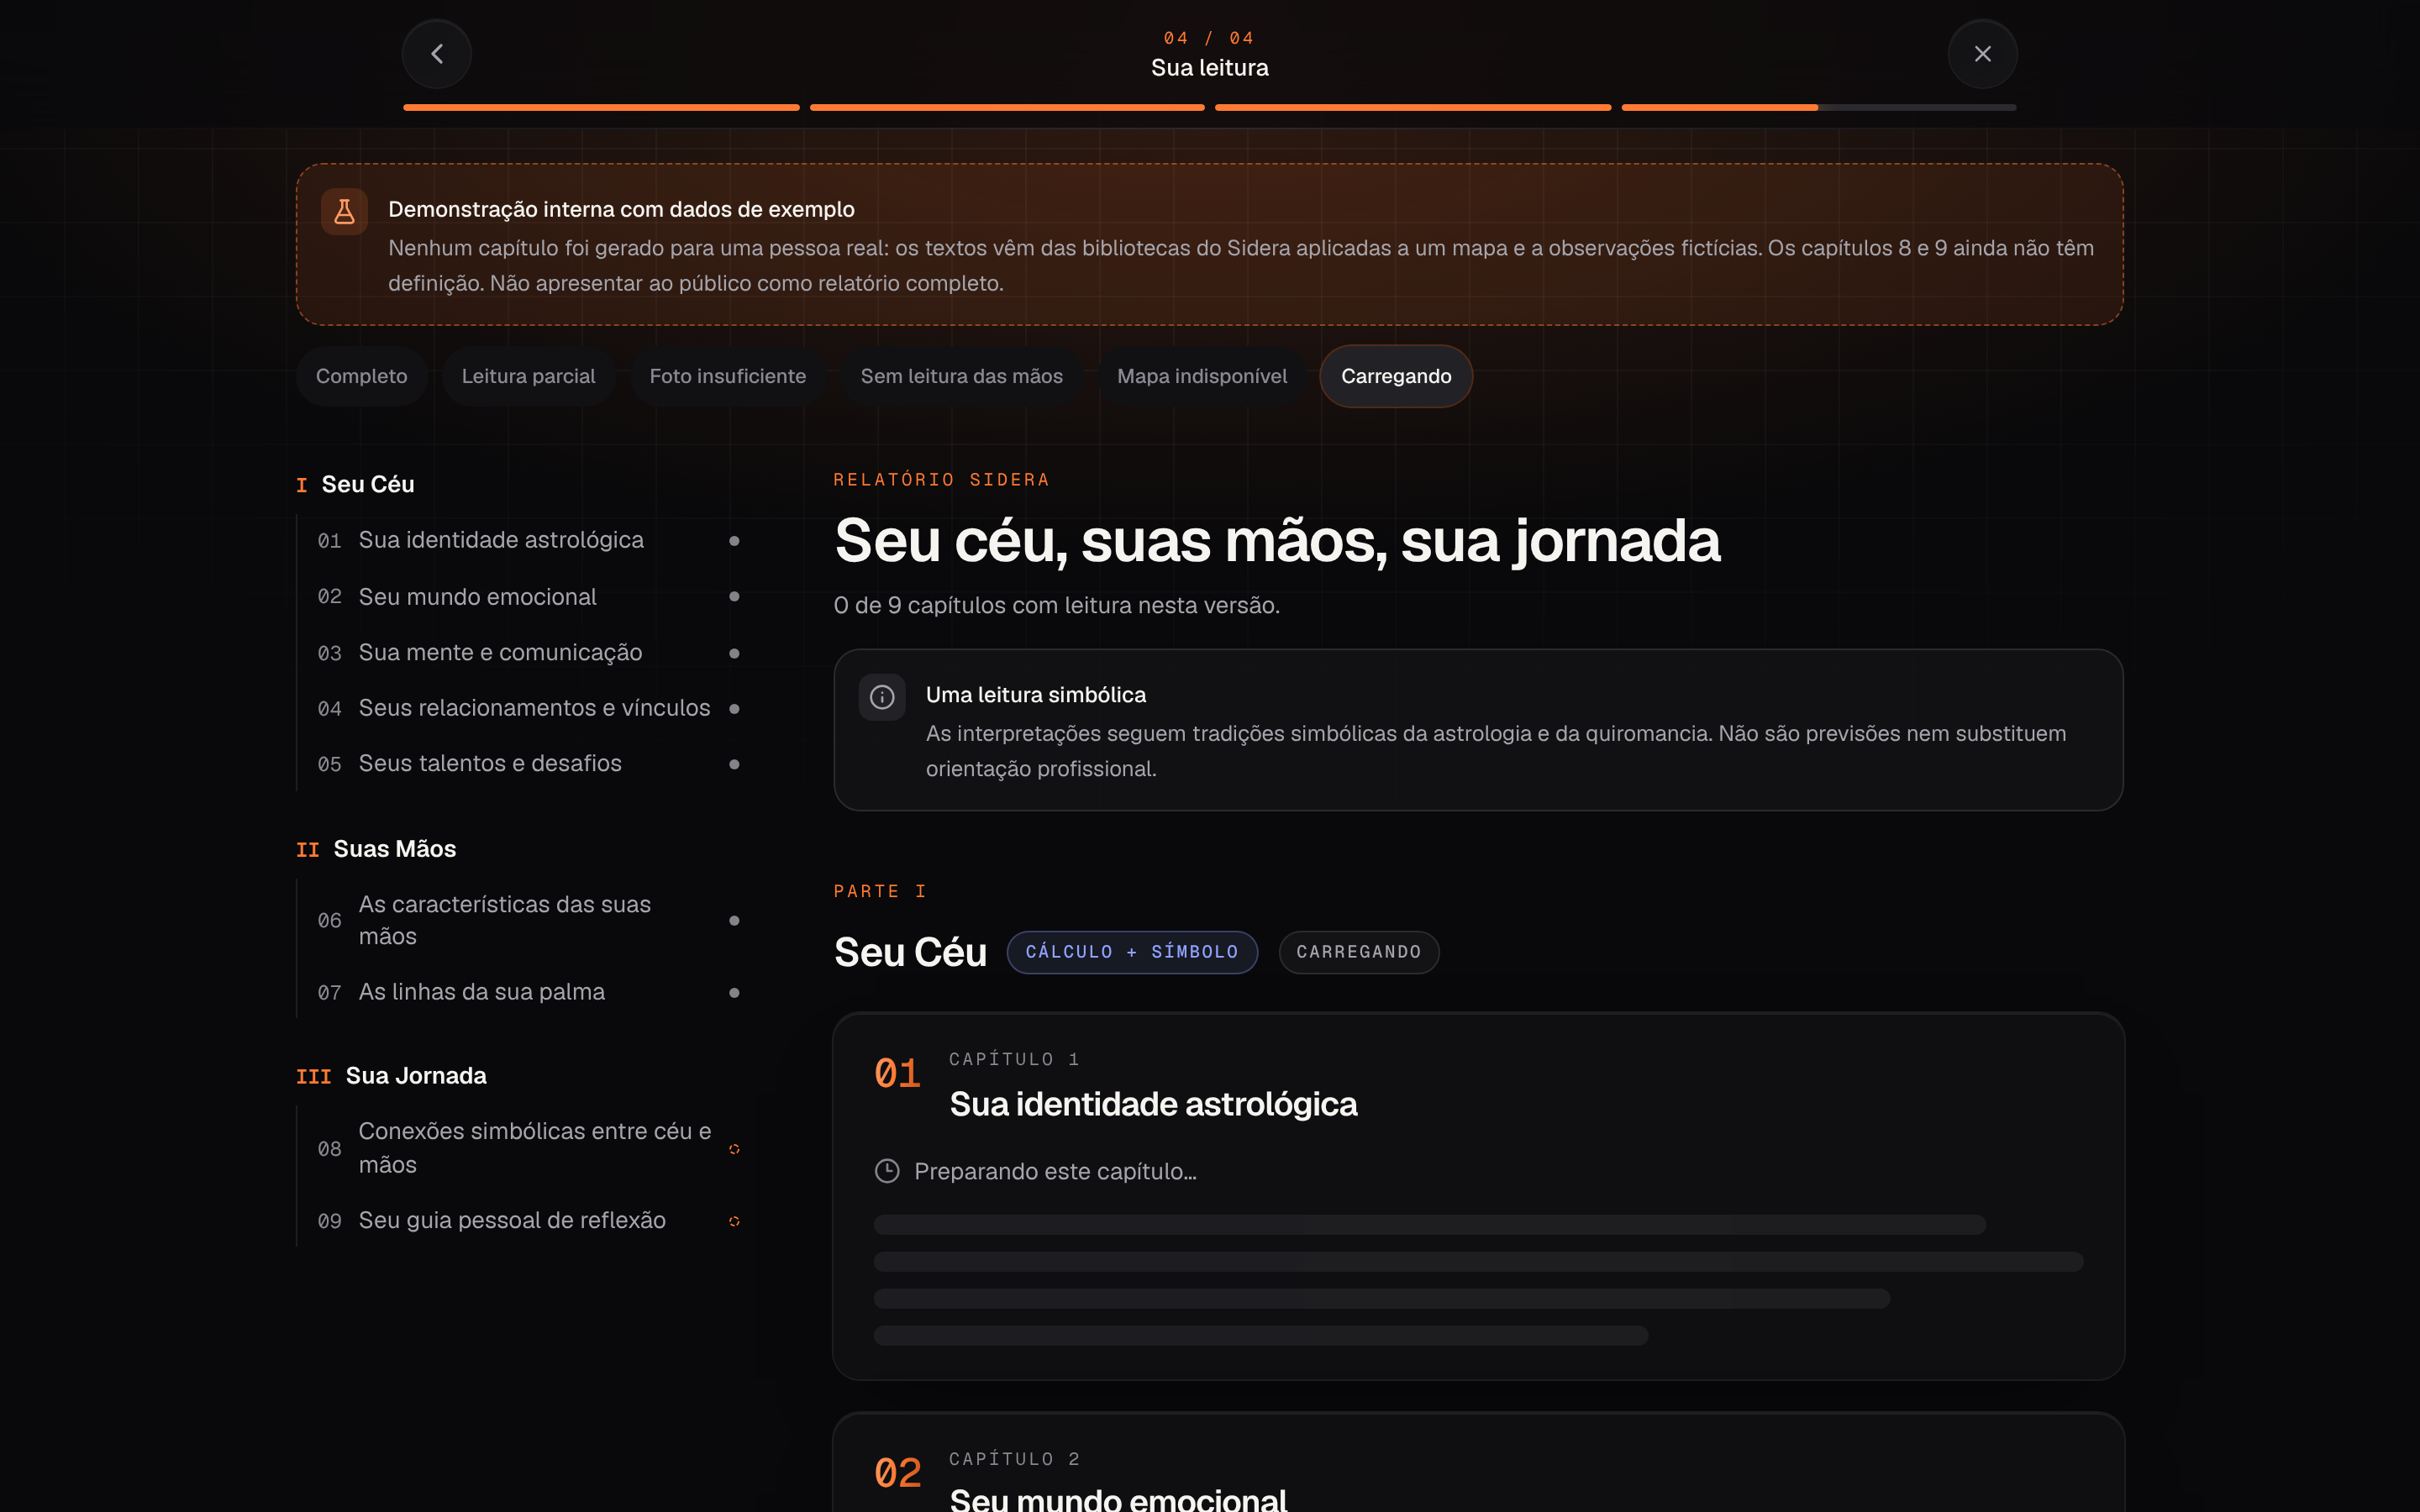 04 / 04
Sua leitura
Demonstração interna com dados de exemplo
Nenhum capítulo foi gerado para uma pessoa real: os textos vêm das bibliotecas do Sidera aplicadas a um mapa e a observações fictícias. Os capítulos 8 e 9 ainda não têm
definição. Não apresentar ao público como relatório completo.
Completo
Leitura parcial
Foto insuficiente
Sem leitura das mãos
Mapa indisponível
Carregando
I Seu Céu
01 Sua identidade astrológica
02 Seu mundo emocional
03 Sua mente e comunicação
04 Seus relacionamentos e vínculos
05 Seus talentos e desafios
II Suas Mãos
06 As características das suas
mãos
07 As linhas da sua palma
III Sua Jornada
08 Conexões simbólicas entre céu e
mãos
09 Seu guia pessoal de reflexão
RELATÓRIO SIDERA
Seu céu, suas mãos, sua jornada
0 de 9 capítulos com leitura nesta versão.
Uma leitura simbólica
As interpretações seguem tradições simbólicas da astrologia e da quiromancia. Não são previsões nem substituem
orientação profissional.
PARTE I
Seu Céu
CÁLCULO + SÍMBOLO
CARREGANDO
01
CAPÍTULO 1
Sua identidade astrológica
Preparando este capítulo...
02
CAPÍTULO 2
Seu mundo emocional